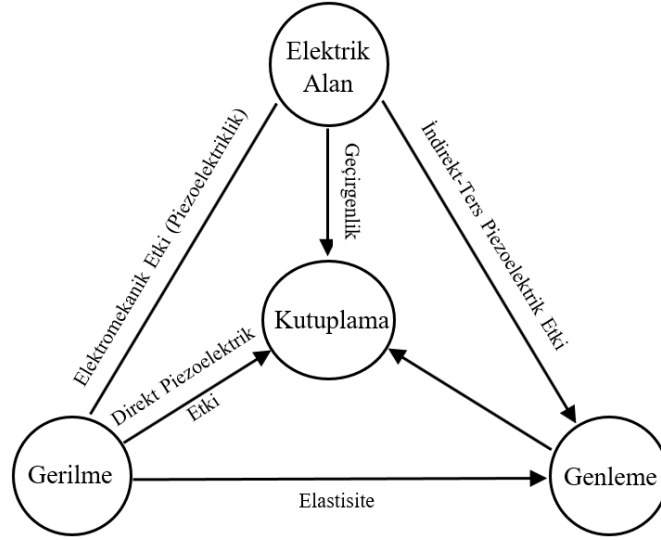 Elektrik
Alan
Elektromekanik Etki (Piezoelektriklik)
Geçirgenlik
İndirekt-Ters Piezoelektrik Etki
Kutuplama
Direkt Piezoelektrik
Etki
Gerilme
Elastisite
Genleme